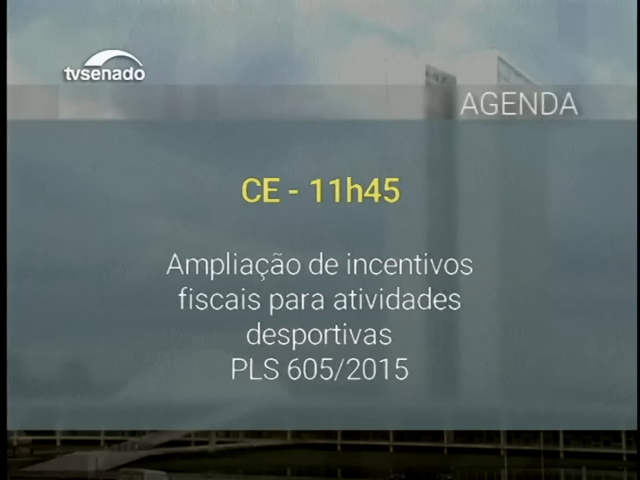 tvsenado
AGENDA
CE - 11h45
Ampliação de incentivos
fiscais para atividades
desportivas
PLS 605/2015